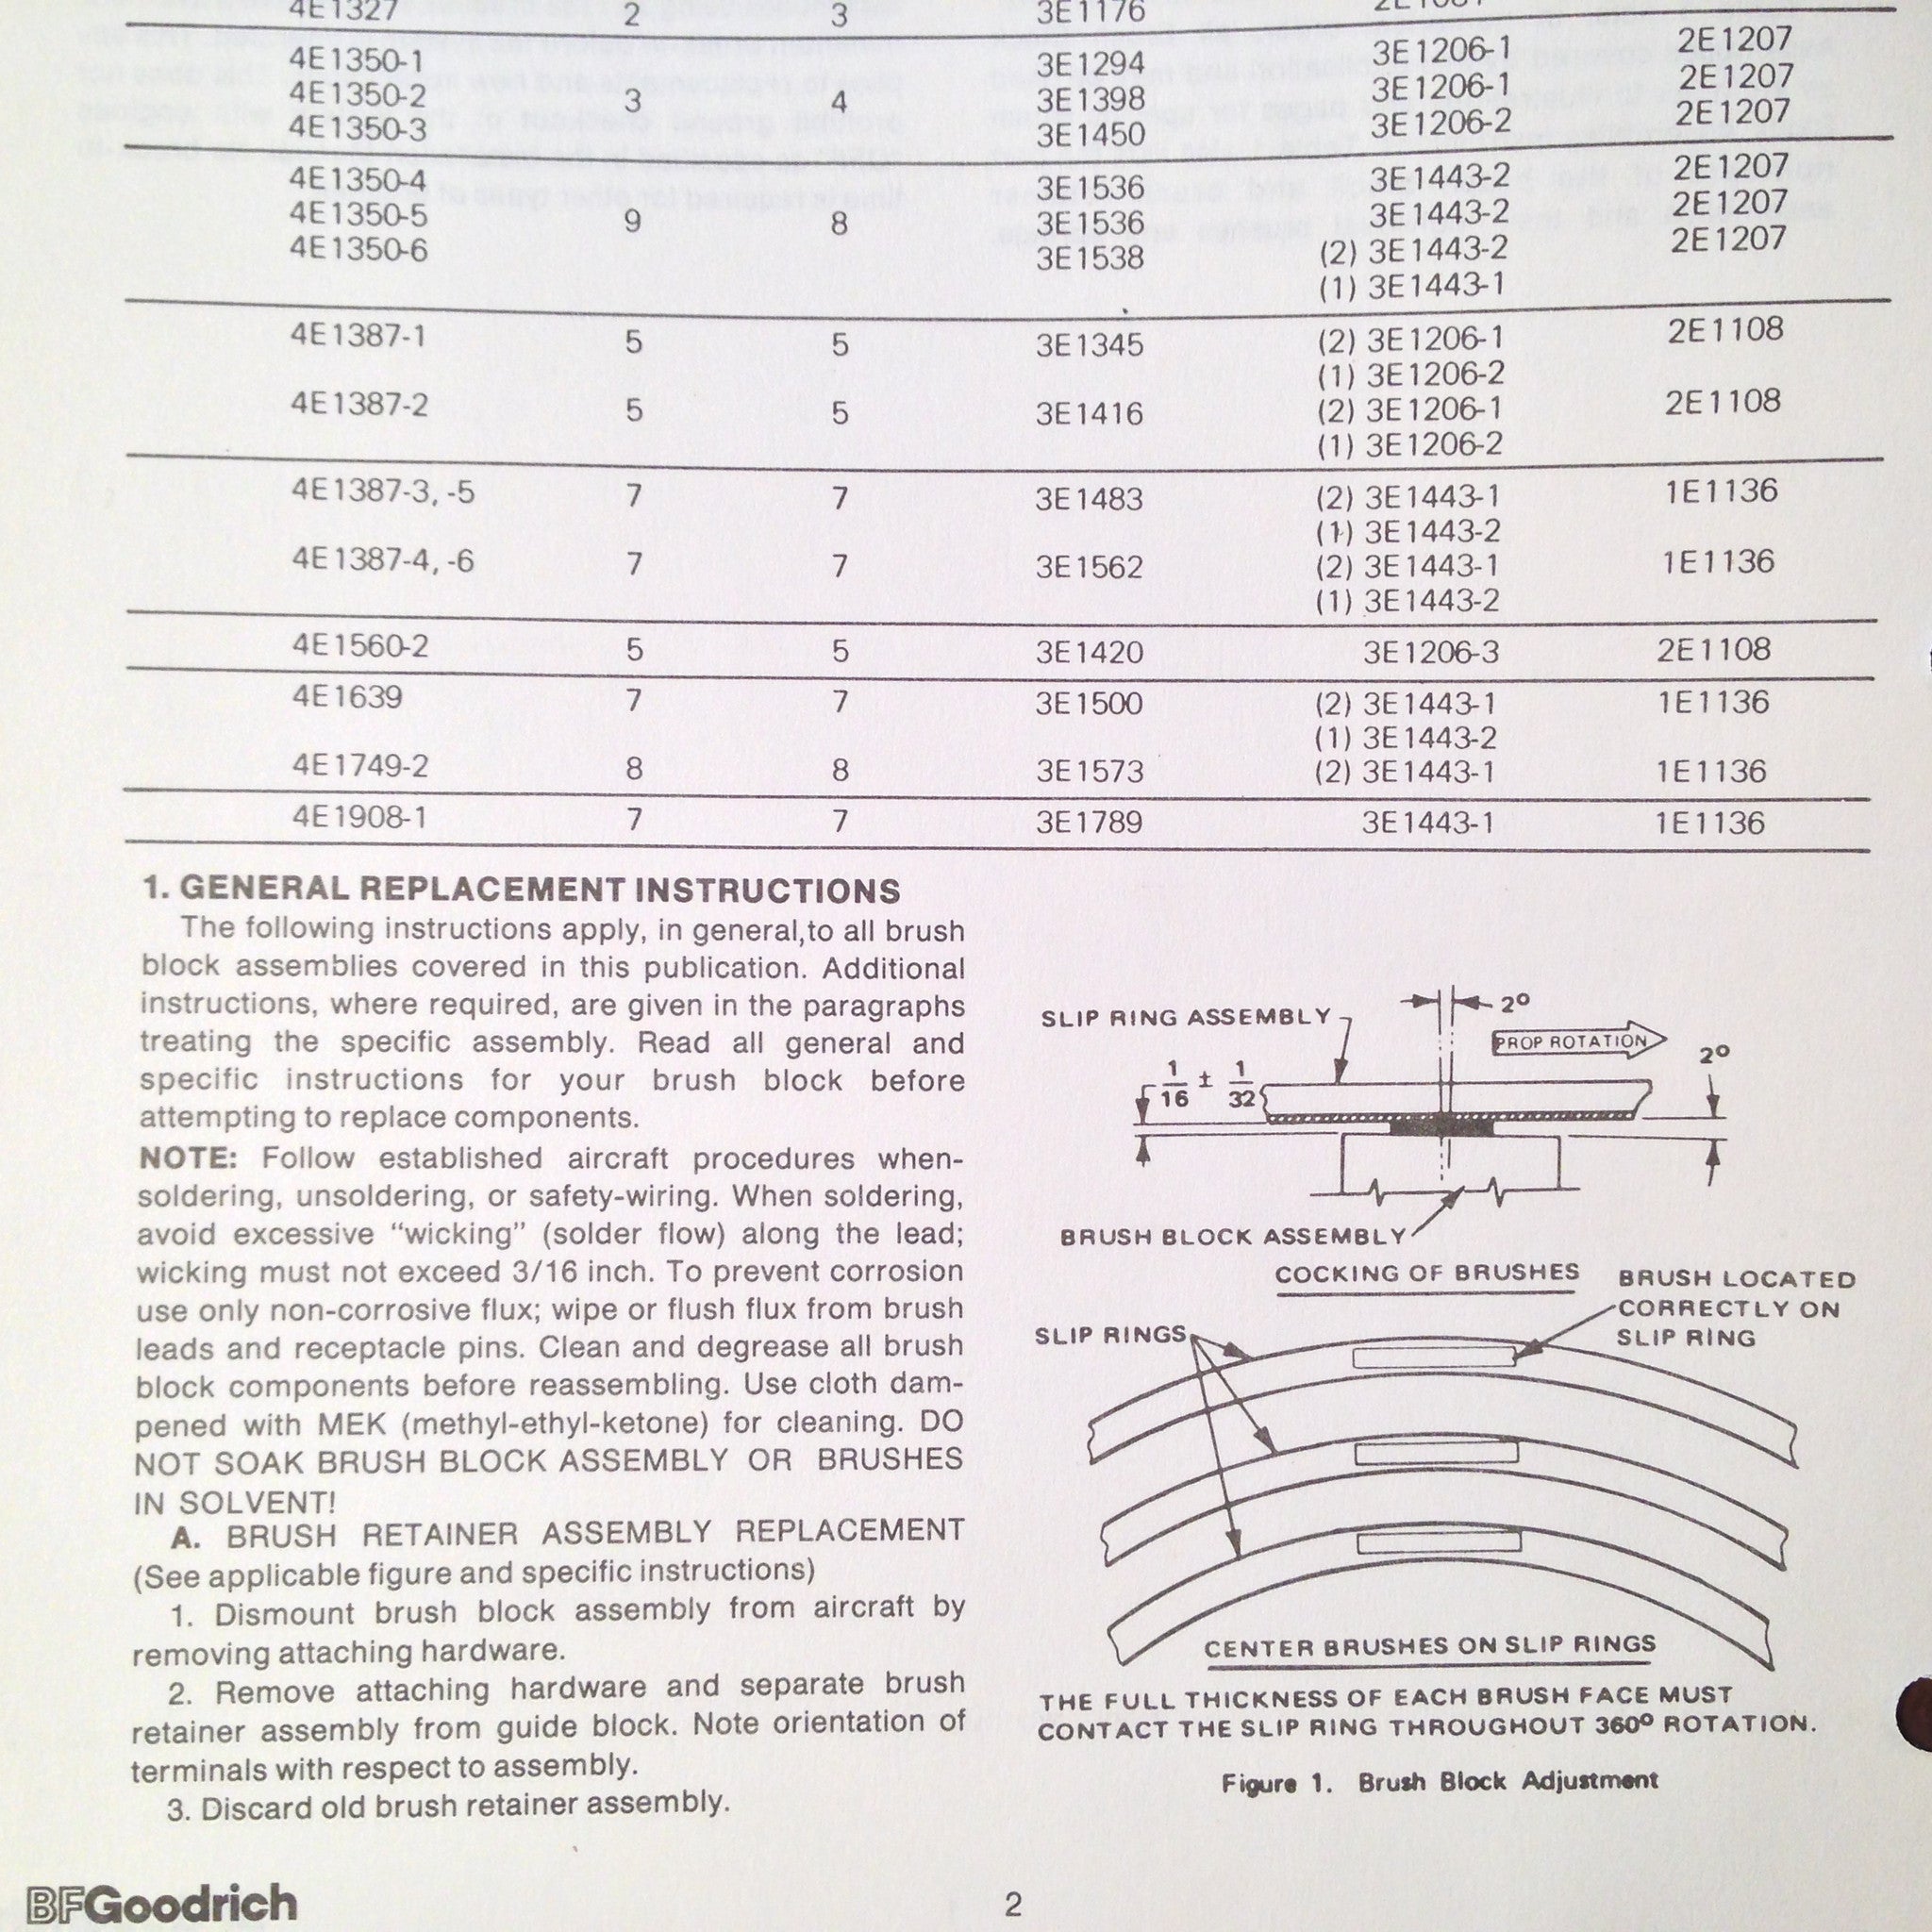 4E1327 2 3 3E1176
4E1350-1 3E1294 3E1206-1 2E1207
4E1350-2 3 4 3E1398 3E1206-1 2E1207
4E1350-3 3E1450 3E1206-2 2E1207
4E1350-4 3E1536 3E1443-2 2E1207
4E1350-5 9 8 3E1536 3E1443-2 2E1207
4E1350-6 3E1538 (2) 3E1443-2 2E1207
(1) 3E1443-1
4E1387-1 5 5 3E1345 (2) 3E1206-1 2E1108
(1) 3E1206-2
4E1387-2 5 5 3E1416 (2) 3E1206-1 2E1108
(1) 3E1206-2
4E1387-3, -5 7 7 3E1483 (2) 3E1443-1 1E1136
(1) 3E1443-2
4E1387-4, -6 7 7 3E1562 (2) 3E1443-1 1E1136
(1) 3E1443-2
4E1560-2 5 5 3E1420 3E1206-3 2E1108
4E1639 7 7 3E1500 (2) 3E1443-1 1E1136
(1) 3E1443-2
4E1749-2 8 8 3E1573 (2) 3E1443-1 1E1136
4E1908-1 7 7 3E1789 3E1443-1 1E1136
1. GENERAL REPLACEMENT INSTRUCTIONS
The following instructions apply, in general,to all brush
block assemblies covered in this publication. Additional
instructions, where required, are given in the paragraphs
treating the specific assembly. Read all general and
specific instructions for your brush block before
attempting to replace components.
NOTE: Follow established aircraft procedures when-
soldering, unsoldering, or safety-wiring. When soldering,
avoid excessive “wicking” (solder flow) along the lead;
wicking must not exceed 3/16 inch. To prevent corrosion
use only non-corrosive flux; wipe or flush flux from brush
leads and receptacle pins. Clean and degrease all brush
block components before reassembling. Use cloth dam-
pened with MEK (methyl-ethyl-ketone) for cleaning. DO
NOT SOAK BRUSH BLOCK ASSEMBLY OR BRUSHES
IN SOLVENT!
A. BRUSH RETAINER ASSEMBLY REPLACEMENT
(See applicable figure and specific instructions)
1. Dismount brush block assembly from aircraft by
removing attaching hardware.
2. Remove attaching hardware and separate brush
retainer assembly from guide block. Note orientation of
terminals with respect to assembly.
3. Discard old brush retainer assembly.
SLIP RING ASSEMBLY
2º
PROP ROTATION
2º
1/16 ± 1/32
BRUSH BLOCK ASSEMBLY
COCKING OF BRUSHES
BRUSH LOCATED
CORRECTLY ON
SLIP RING
SLIP RINGS
CENTER BRUSHES ON SLIP RINGS
THE FULL THICKNESS OF EACH BRUSH FACE MUST
CONTACT THE SLIP RING THROUGHOUT 360º ROTATION.
Figure 1. Brush Block Adjustment
BFGoodrich
2